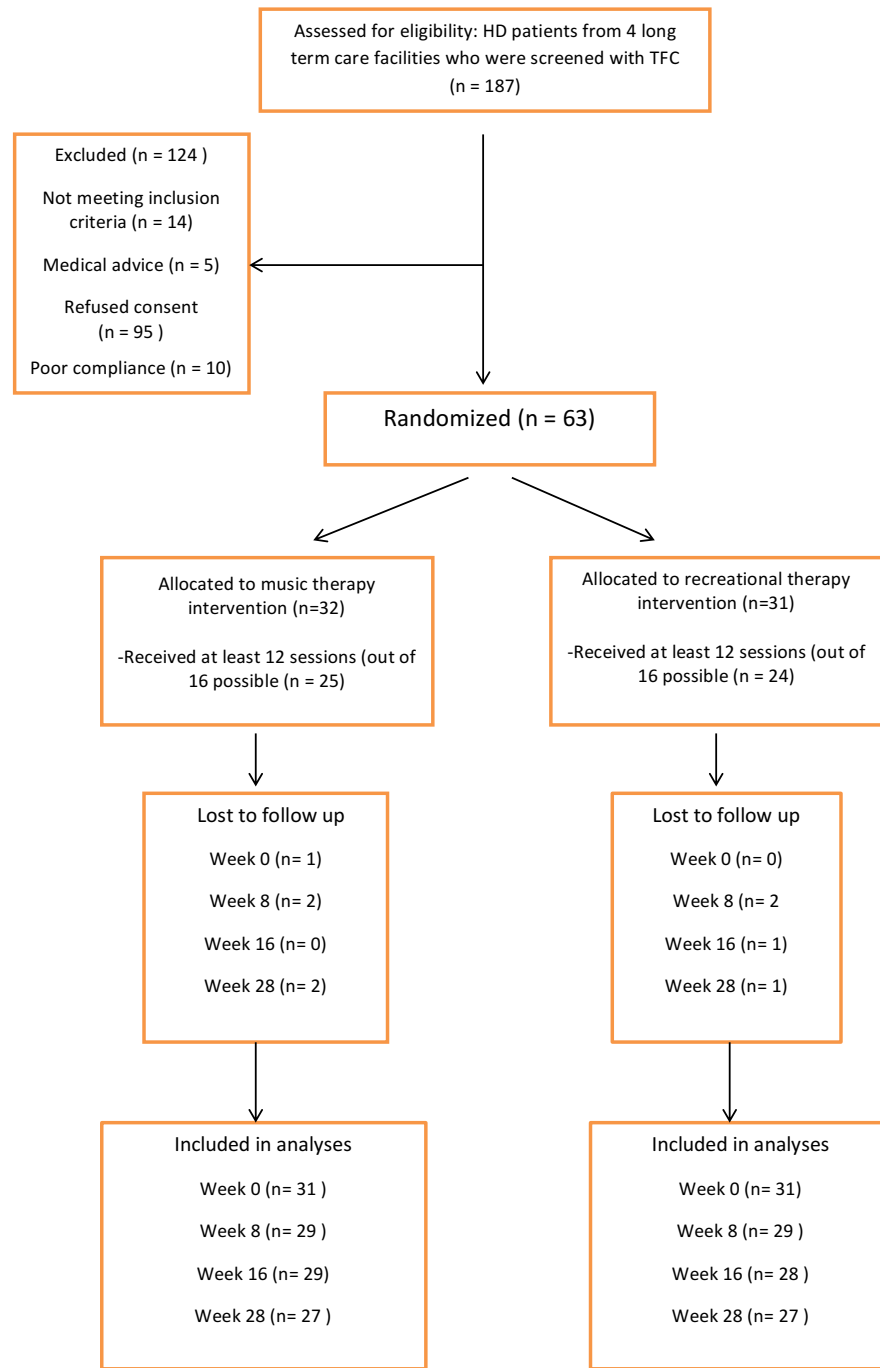 Assessed for eligibility: HD patients from 4 long
term care facilities who were screened with TFC
(n = 187)
Excluded (n = 124 )
Not meeting inclusion
criteria (n = 14)
Medical advice (n = 5)
Refused consent
(n = 95 )
Poor compliance (n = 10)
Randomized (n = 63)
Allocated to music therapy
intervention (n=32)
-Received at least 12 sessions (out of
16 possible (n = 25)
Allocated to recreational therapy
intervention (n=31)
-Received at least 12 sessions (out of
16 possible (n = 24)
Lost to follow up
Week 0 (n= 1)
Week 8 (n= 2)
Week 16 (n= 0)
Week 28 (n= 2)
Lost to follow up
Week 0 (n= 0)
Week 8 (n= 2
Week 16 (n= 1)
Week 28 (n= 1)
Included in analyses
Week 0 (n= 31 )
Week 8 (n= 29 )
Week 16 (n= 29)
Week 28 (n= 27 )
Included in analyses
Week 0 (n= 31)
Week 8 (n= 29 )
Week 16 (n= 28 )
Week 28 (n= 27 )